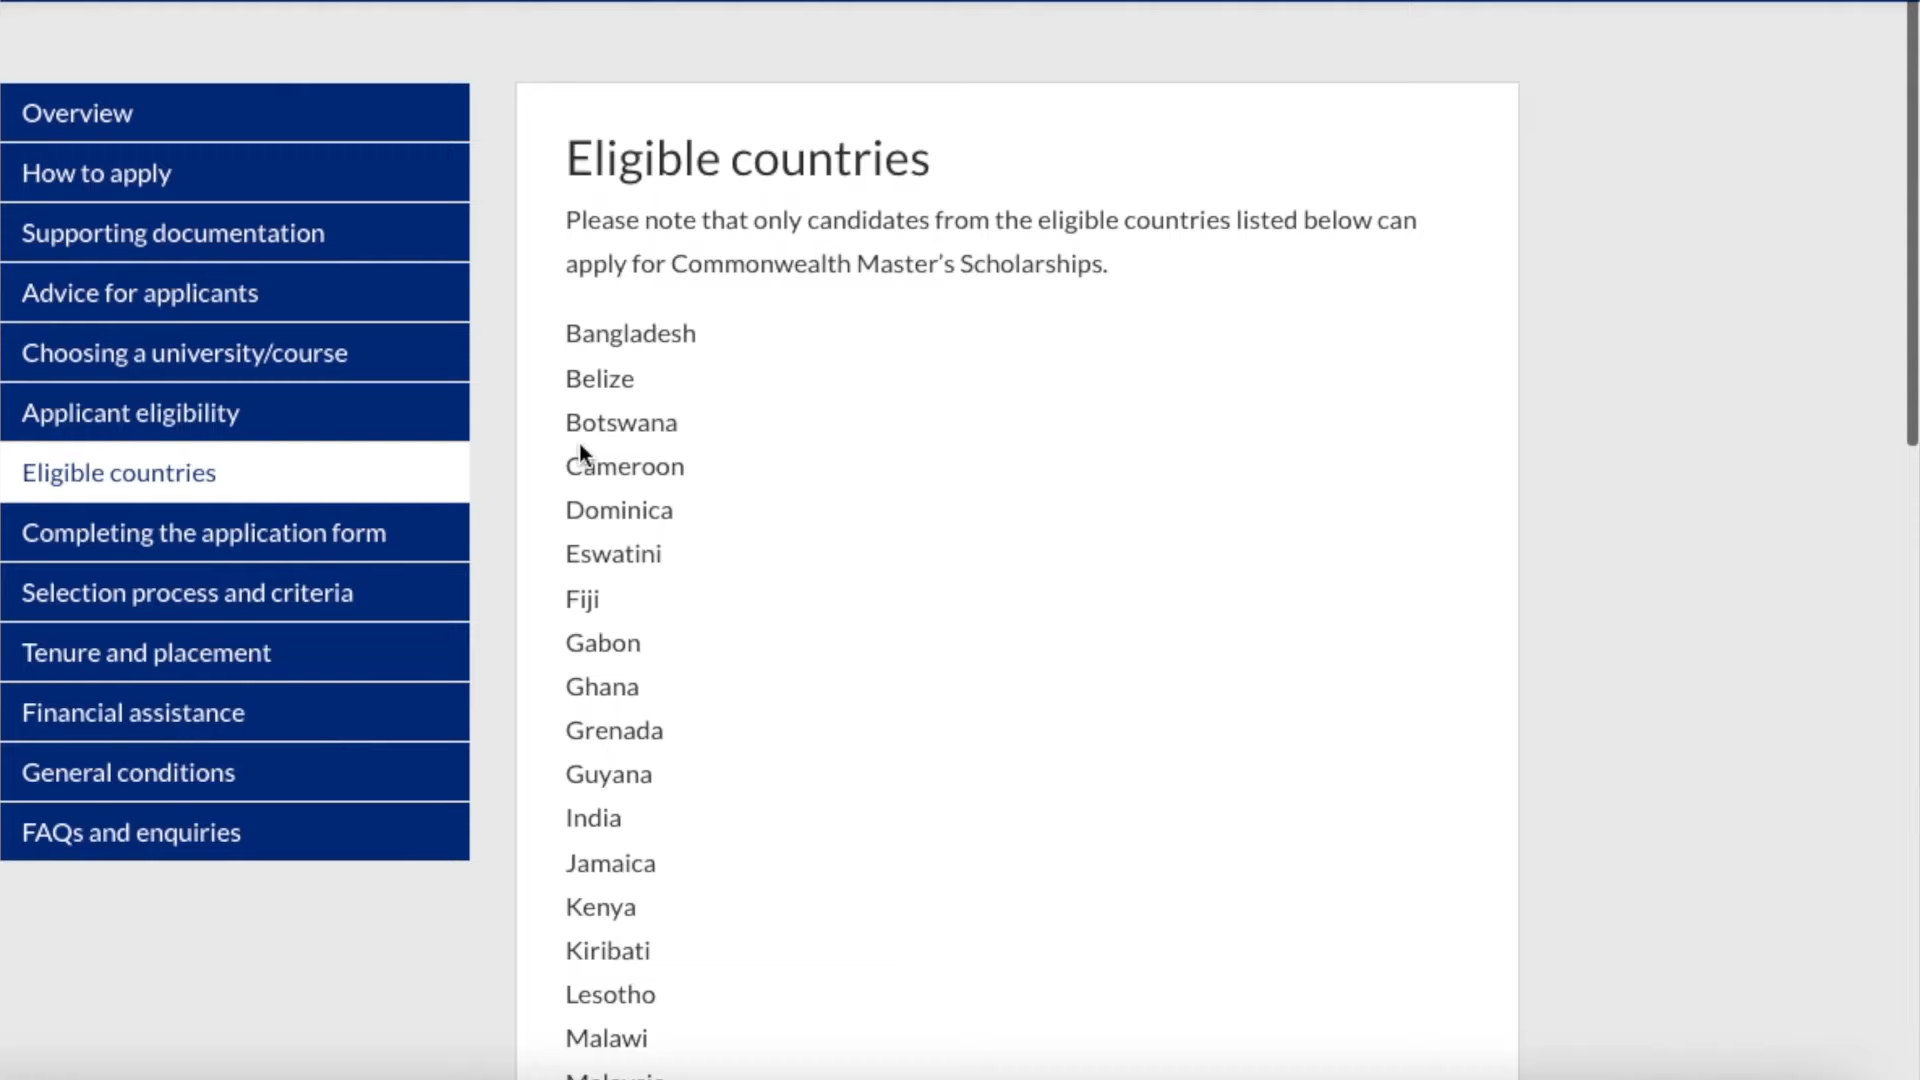 Overview
How to apply
Supporting documentation
Advice for applicants
Choosing a university/course
Applicant eligibility
Eligible countries
Completing the application form
Selection process and criteria
Tenure and placement
Financial assistance
General conditions
FAQs and enquiries
Eligible countries
Please note that only candidates from the eligible countries listed below can
apply for Commonwealth Master’s Scholarships.
Bangladesh
Belize
Botswana
Cameroon
Dominica
Eswatini
Fiji
Gabon
Ghana
Grenada
Guyana
India
Jamaica
Kenya
Kiribati
Lesotho
Malawi